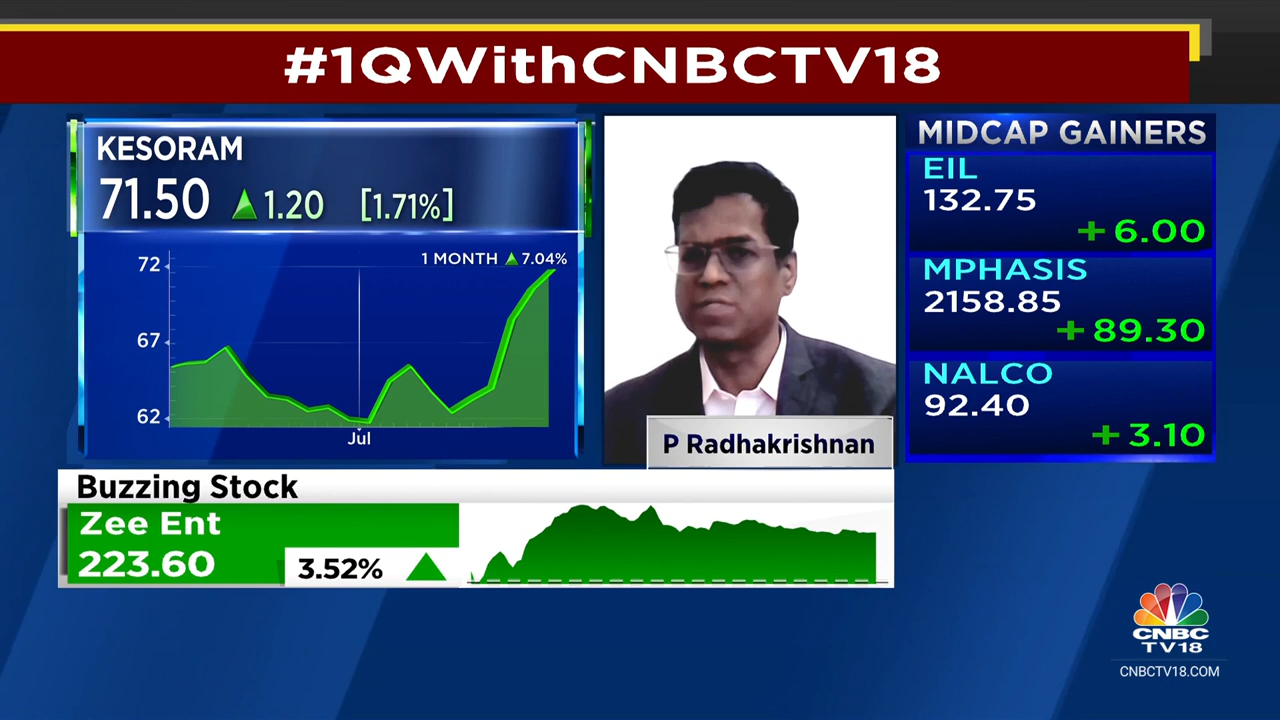 #1QWithCNBCTV18
KESORAM
71.50 ▲ 1.20 [1.71%]
1 MONTH ▲ 7.04%
72
67
62
Jul
P Radhakrishnan
MIDCAP GAINERS
EIL
132.75
+ 6.00
MPHASIS
2158.85
+ 89.30
NALCO
92.40
+ 3.10
Buzzing Stock
Zee Ent
223.60
3.52% ▲
CNBC
TV18
CNBCTV18.COM